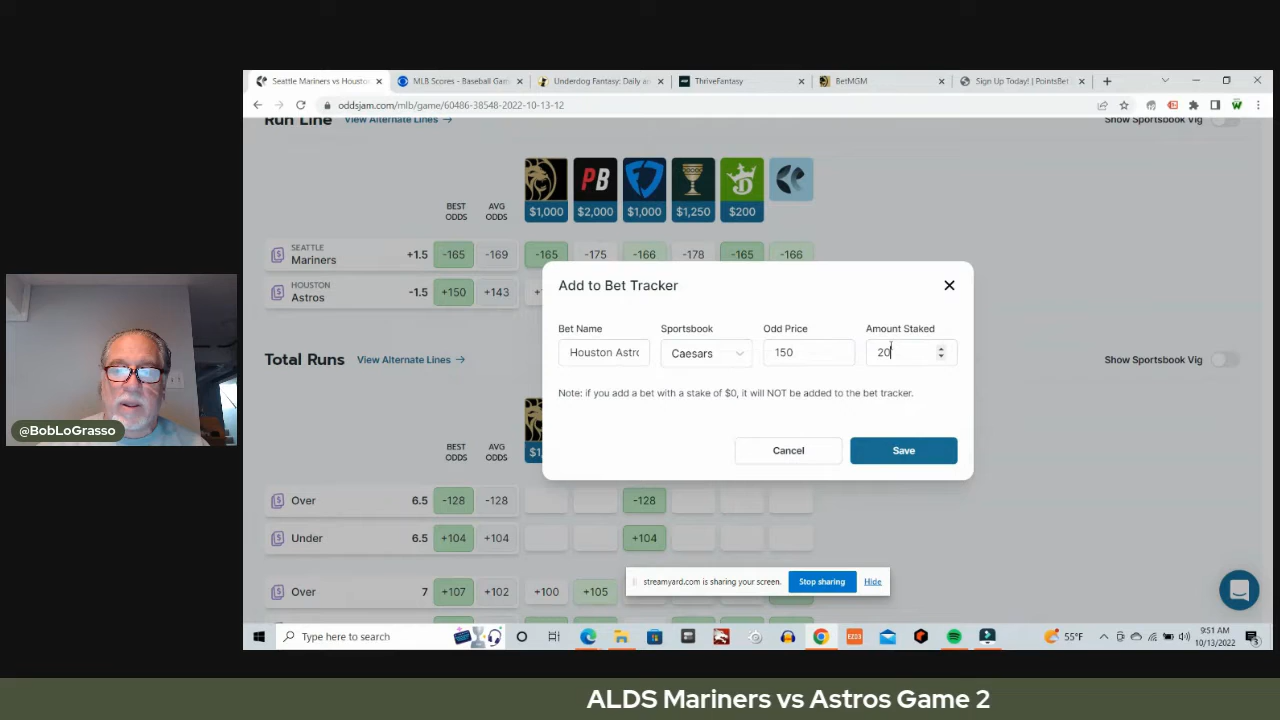 Seattle Mariners vs Housto
MLB Scores - Baseball Gam
Underdog Fantasy: Daily a
ThriveFantasy
BetMGM
Sign Up Today! | PointsBet
oddsjam.com/mlb/game/60486-38548-2022-10-13-12
Run Line View Alternate Lines → Show Sportsbook Vig
PB
BEST ODDS AVG ODDS $1,000 $2,000 $1,000 $1,250 $200
SEATTLE
Mariners +1.5 -165 -169 -165 -175 -166 -178 -165 -166
HOUSTON
Astros -1.5 +150 +143
Add to Bet Tracker
Bet Name Sportsbook Odd Price Amount Staked
Houston Astro Caesars 150 20
Note: if you add a bet with a stake of $0, it will NOT be added to the bet tracker.
Cancel Save
Total Runs View Alternate Lines → Show Sportsbook Vig
BEST ODDS AVG ODDS
Over 6.5 -128 -128 -128
Under 6.5 +104 +104 +104
Over 7 +107 +102 +100 +105
streamyard.com is sharing your screen. Stop sharing Hide
Type here to search
EZD3
55°F
9:51 AM
10/13/2022
@BobLoGrasso
ALDS Mariners vs Astros Game 2